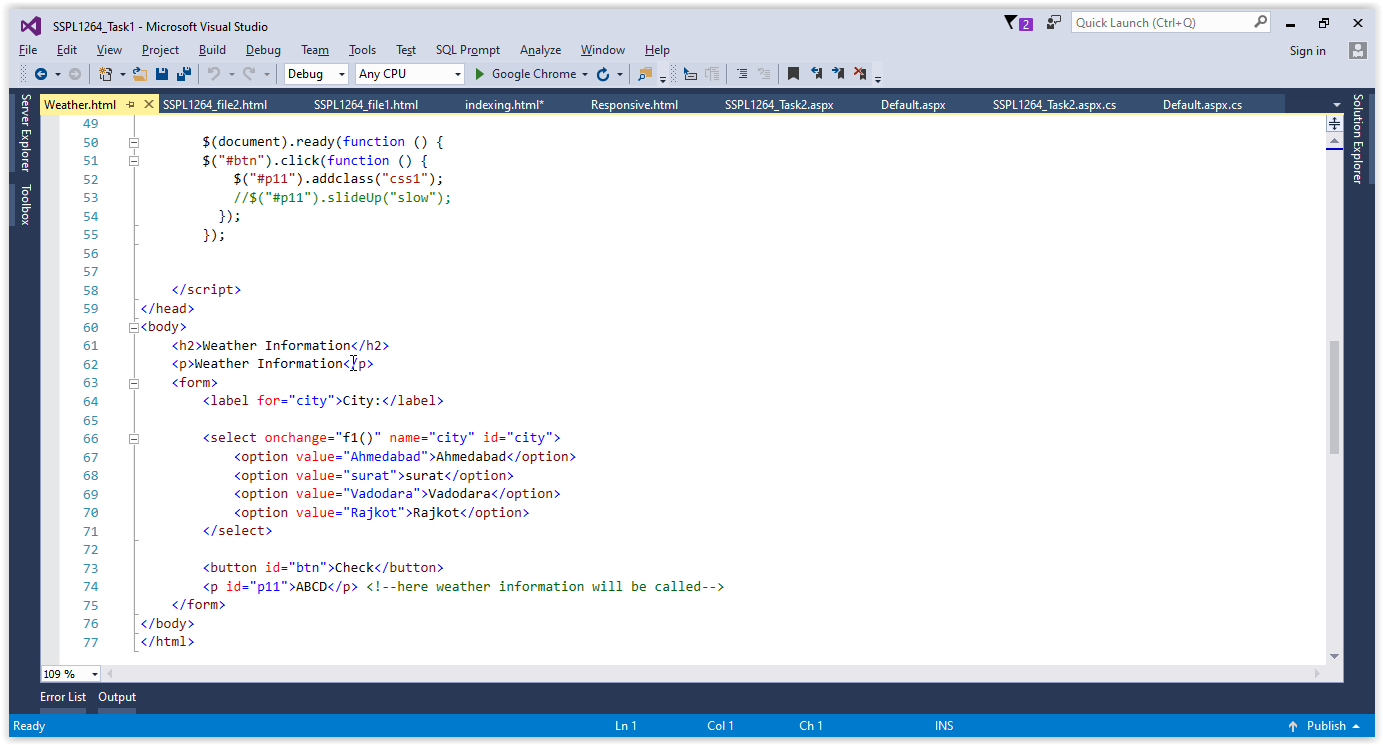 SSPL1264_Task1 - Microsoft Visual Studio
2
Quick Launch (Ctrl+Q)
File Edit View Project Build Debug Team Tools Test SQL Prompt Analyze Window Help
Sign in
Debug Any CPU Google Chrome
Server Explorer
Toolbox
Solution Explorer
Weather.html SSPL1264_file2.html SSPL1264_file1.html indexing.html* Responsive.html SSPL1264_Task2.aspx Default.aspx SSPL1264_Task2.aspx.cs Default.aspx.cs
49
50 $(document).ready(function () {
51 $("#btn").click(function () {
52 $("#p11").addclass("css1");
53 //$("#p11").slideUp("slow");
54 });
55 });
56
57
58 </script>
59 </head>
60 <body>
61 <h2>Weather Information</h2>
62 <p>Weather Information</p>
63 <form>
64 <label for="city">City:</label>
65
66 <select onchange="f1()" name="city" id="city">
67 <option value="Ahmedabad">Ahmedabad</option>
68 <option value="surat">surat</option>
69 <option value="Vadodara">Vadodara</option>
70 <option value="Rajkot">Rajkot</option>
71 </select>
72
73 <button id="btn">Check</button>
74 <p id="p11">ABCD</p> <!--here weather information will be called-->
75 </form>
76 </body>
77 </html>
109 %
Error List Output
Ready Ln 1 Col 1 Ch 1 INS Publish